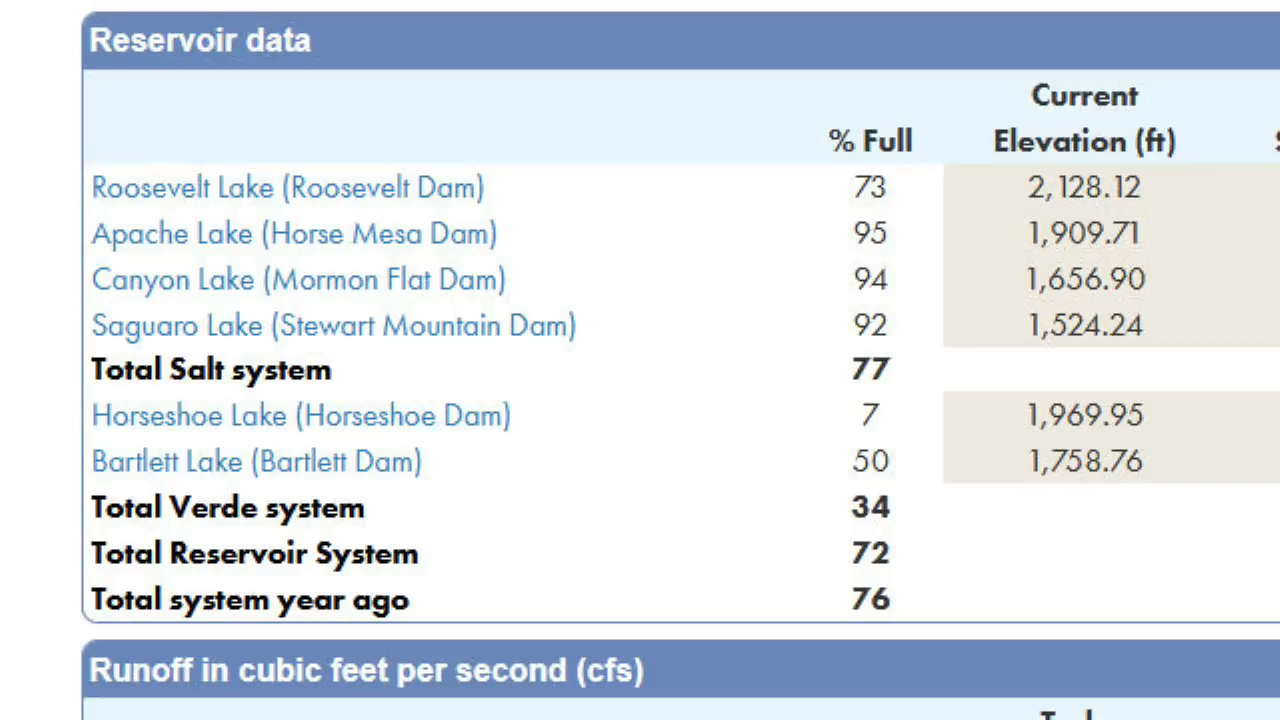 Reservoir data
Current
% Full Elevation (ft)
Roosevelt Lake (Roosevelt Dam) 73 2,128.12
Apache Lake (Horse Mesa Dam) 95 1,909.71
Canyon Lake (Mormon Flat Dam) 94 1,656.90
Saguaro Lake (Stewart Mountain Dam) 92 1,524.24
Total Salt system 77
Horseshoe Lake (Horseshoe Dam) 7 1,969.95
Bartlett Lake (Bartlett Dam) 50 1,758.76
Total Verde system 34
Total Reservoir System 72
Total system year ago 76
Runoff in cubic feet per second (cfs)